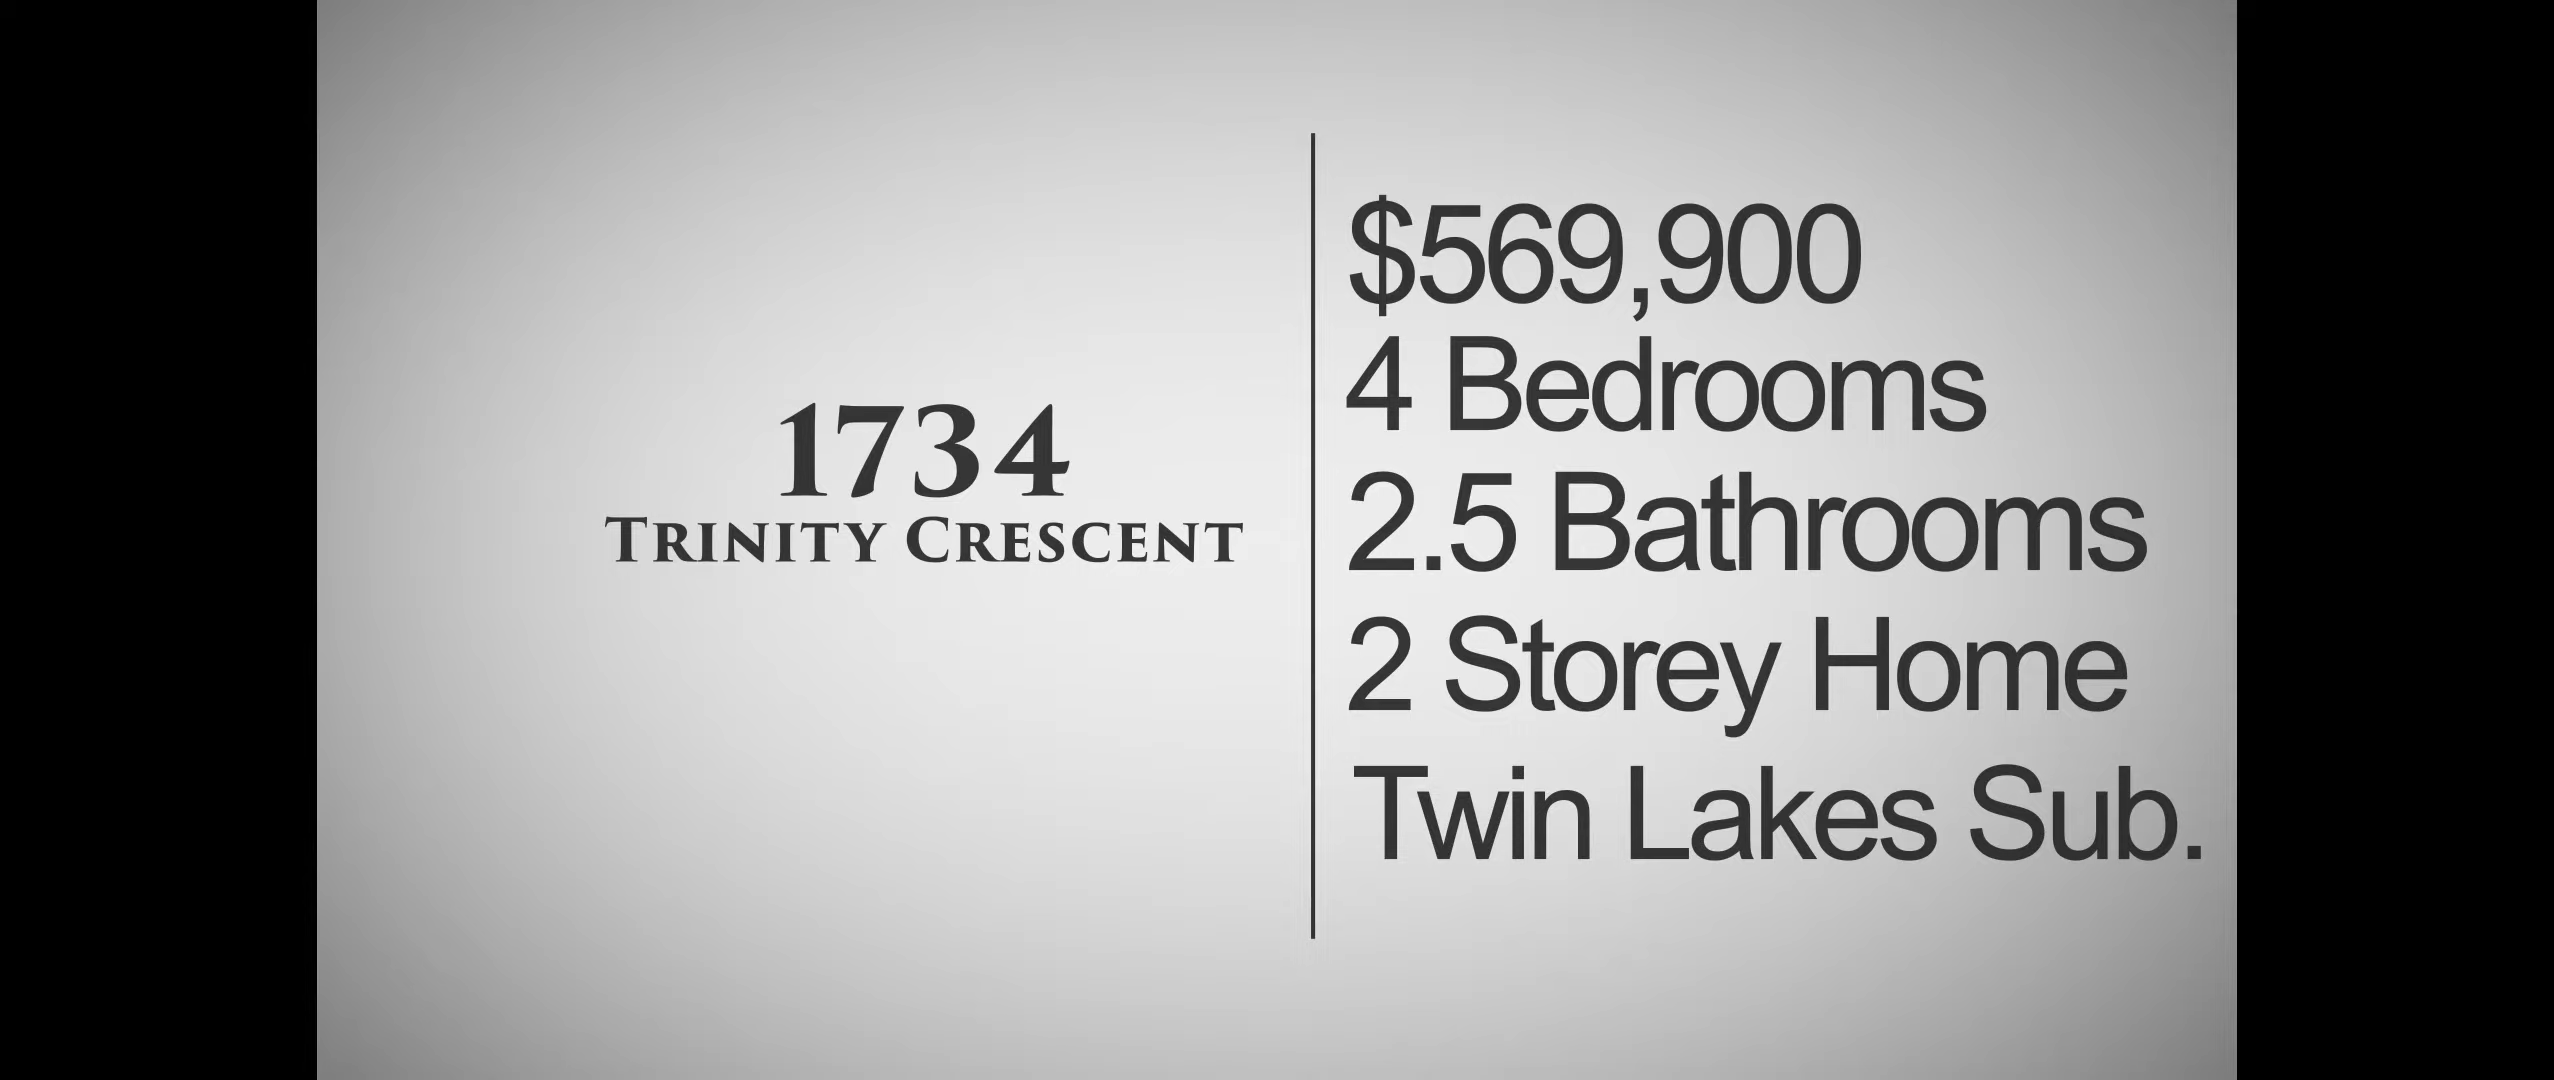 1734
Trinity Crescent
$569,900
4 Bedrooms
2.5 Bathrooms
2 Storey Home
Twin Lakes Sub.